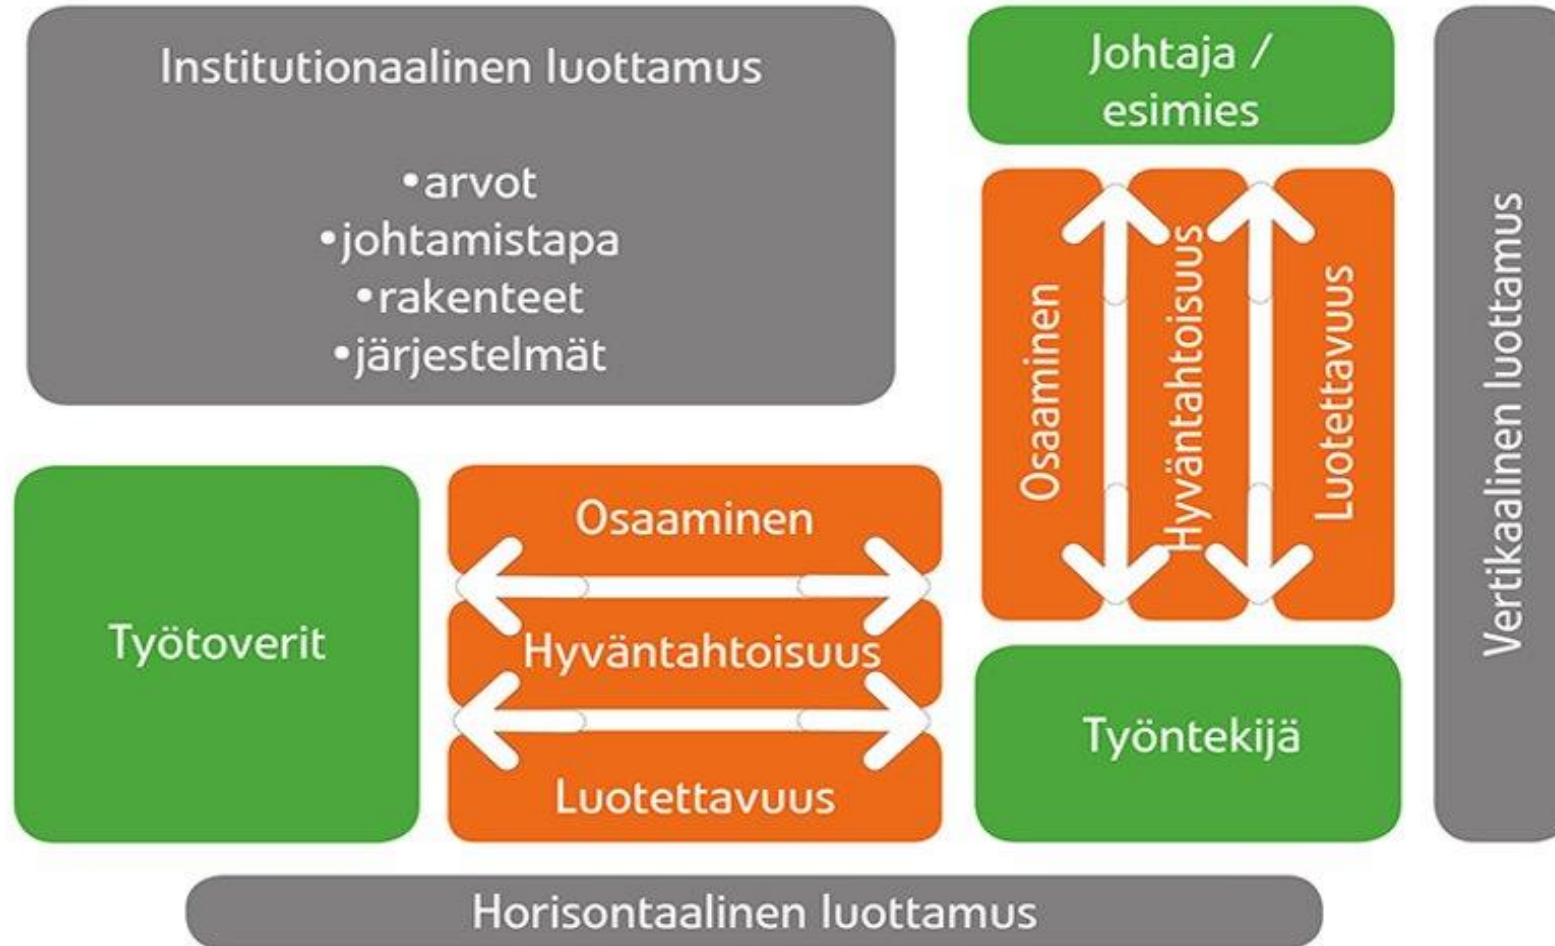 Institutionaalinen luottamus
•arvot
•johtamistapa
•rakenteet
•järjestelmät
Johtaja /
esimies
Osaaminen
Hyväntahtoisuus
Luotettavuus
Vertikaalinen luottamus
Työtoverit
Osaaminen
Hyväntahtoisuus
Luotettavuus
Työntekijä
Horisontaalinen luottamus